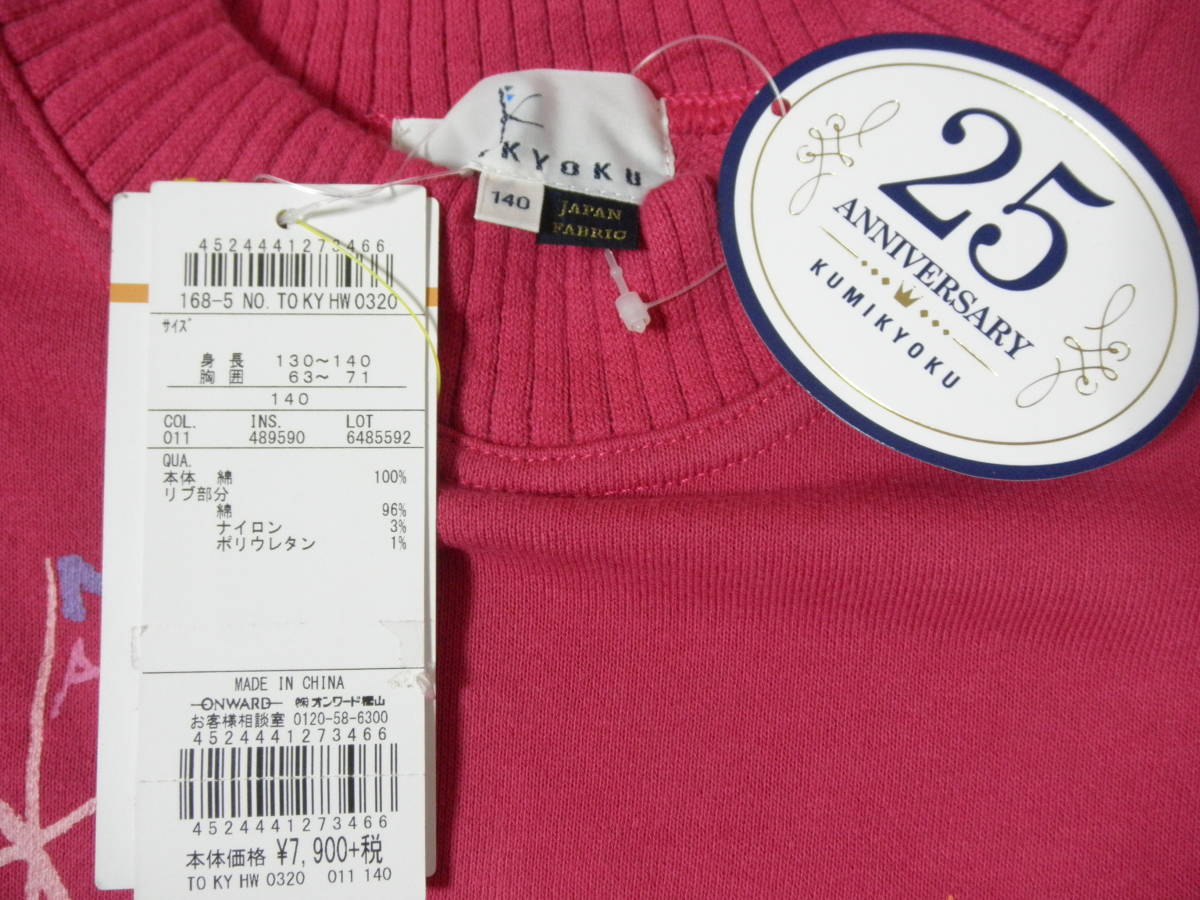 KYOKU
140
JAPAN
FABRIC
25
ANNIVERSARY
KUMIKYOKU
4524441273466
168-5 NO. TO KY HW 0320
ｻｲｽﾞ
身長 130～140
胸囲 63～ 71
140
COL. INS. LOT
011 489590 6485592
QUA.
本体 綿 100%
リブ部分
綿 96%
ナイロン 3%
ポリウレタン 1%
MADE IN CHINA
ONWARD ㈱オンワード樫山
お客様相談室 0120-58-6300
4524441273466
4524441273466
本体価格 ¥7,900+税
TO KY HW 0320 011 140
N
A